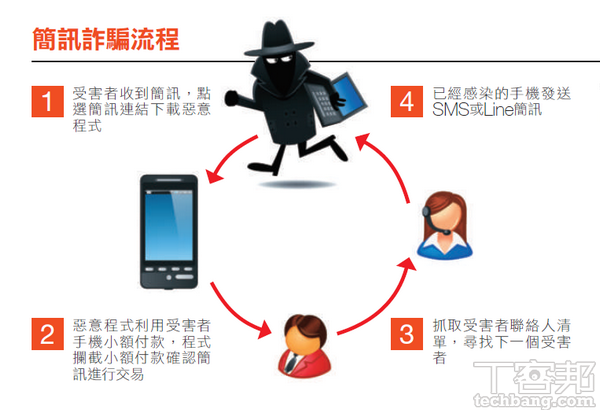 簡訊詐騙流程
1
受害者收到簡訊，點
選簡訊連結下載惡意
程式
4
已經感染的手機發送
SMS或Line簡訊
2
惡意程式利用受害者
手機小額付款，程式
攔截小額付款確認簡
訊進行交易
3
抓取受害者聯絡人清
單，尋找下一個受害
者
T客邦
techbang.com